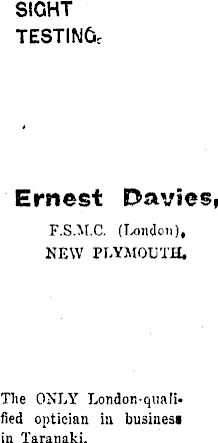 SIGHT
TESTING.
Ernest Davies,
F.S.M.C. (London),
NEW PLYMOUTH.
The ONLY London-quali-
fied optician in business
in Taranaki.